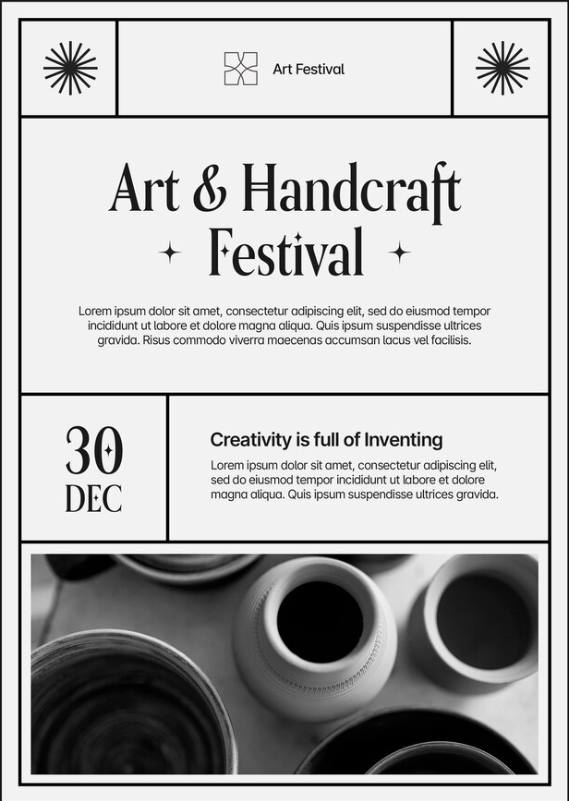 Art Festival
Art & Handcraft
Festival
Lorem ipsum dolor sit amet, consectetur adipiscing elit, sed do eiusmod tempor
incididunt ut labore et dolore magna aliqua. Quis ipsum suspendisse ultrices
gravida. Risus commodo viverra maecenas accumsan lacus vel facilisis.
30
DEC
Creativity is full of Inventing
Lorem ipsum dolor sit amet, consectetur adipiscing elit,
sed do eiusmod tempor incididunt ut labore et dolore
magna aliqua. Quis ipsum suspendisse ultrices gravida.